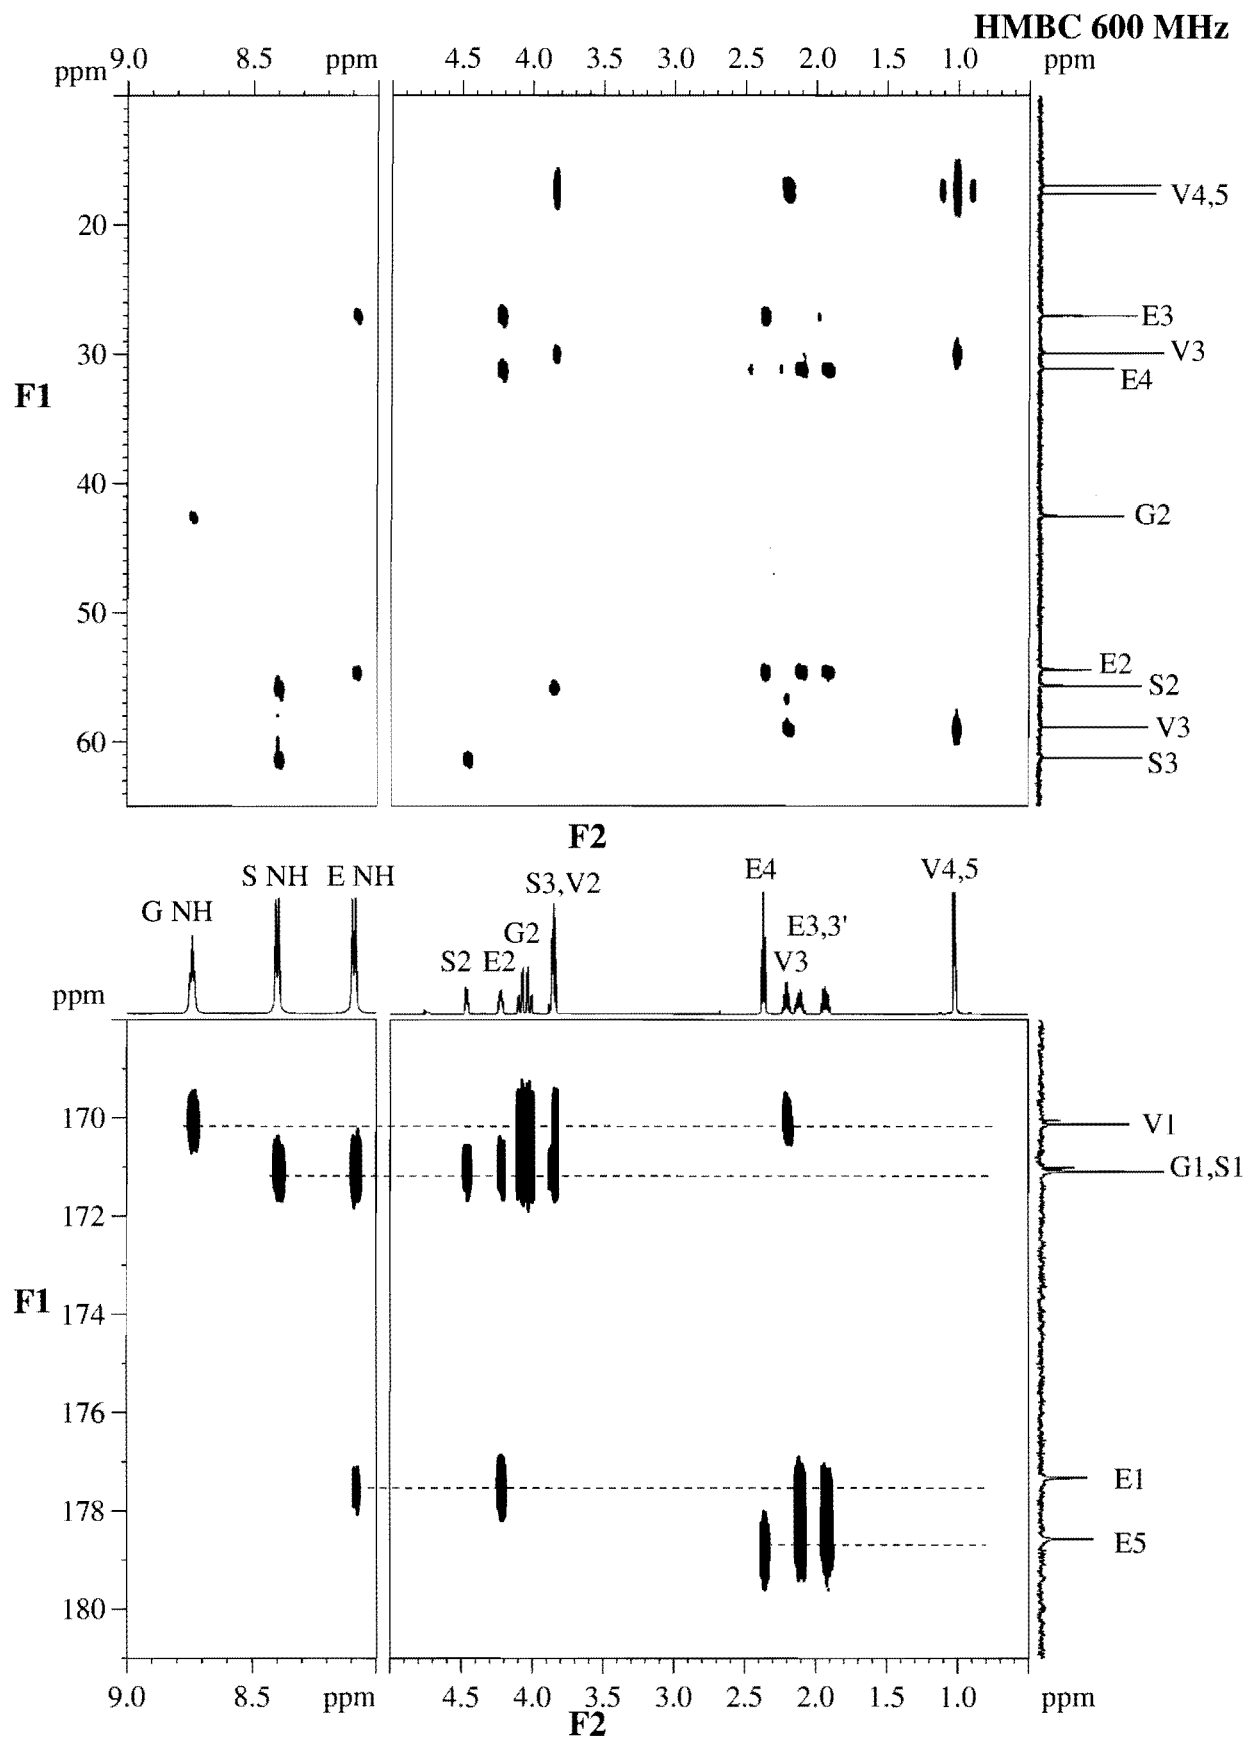 HMBC 600 MHz
ppm 9.0 8.5 ppm 4.5 4.0 3.5 3.0 2.5 2.0 1.5 1.0 ppm
V4,5
20
E3
30
V3
E4
F1
40
G2
50
E2
S2
V3
60
S3
F2
S NH E NH E4 V4,5
S3,V2
G NH
E3,3'
G2
S2 E2 V3
ppm
170
V1
G1,S1
172
F1 174
176
E1
178
E5
180
9.0 8.5 ppm 4.5 4.0 3.5 3.0 2.5 2.0 1.5 1.0 ppm
F2